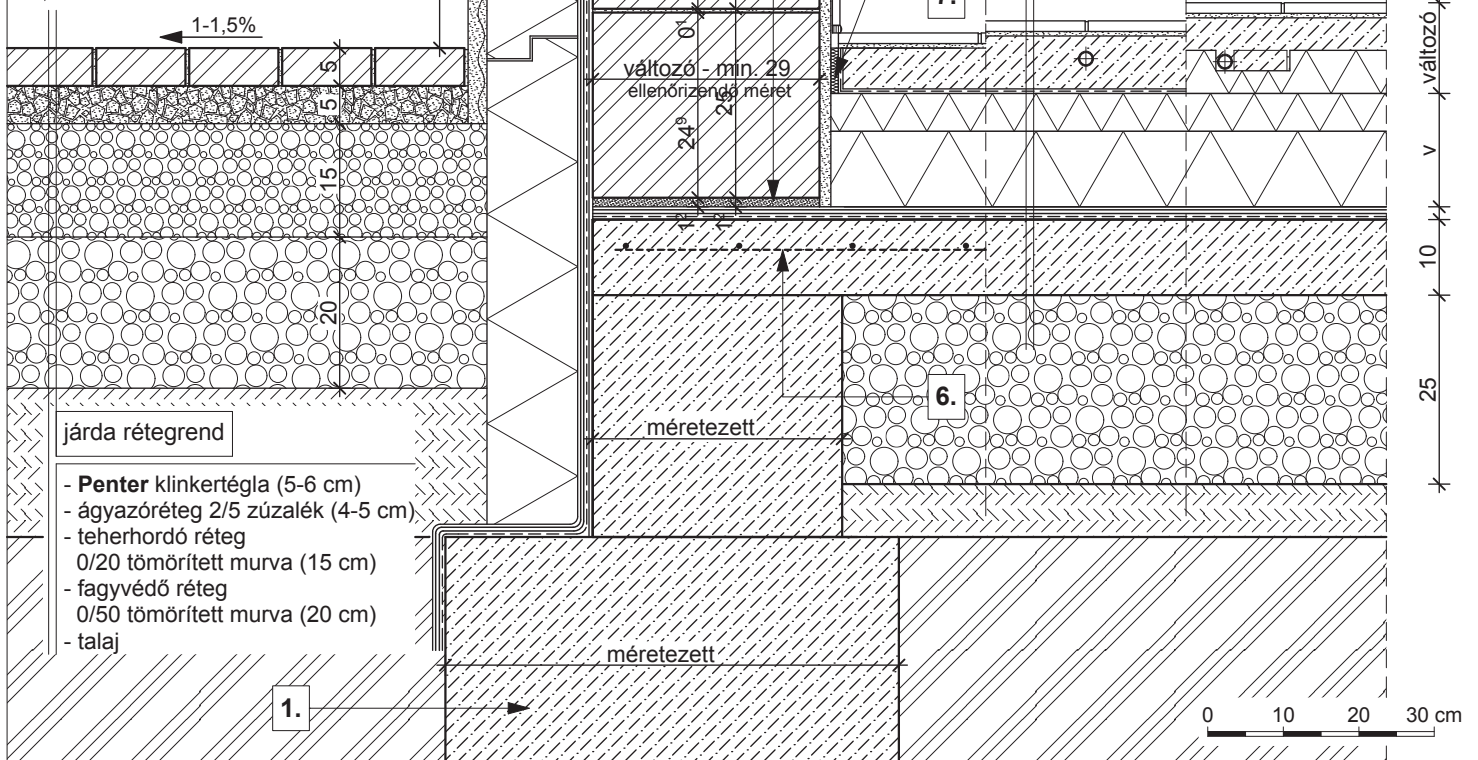 7.
1-1,5%
5
5
15
20
0¹
változó - min. 29
ellenőrizendő méret
24⁹
25
1²
1²
változó
v
10
25
6.
méretezett
járda rétegrend
- Penter klinkertégla (5-6 cm)
- ágyazóréteg 2/5 zúzalék (4-5 cm)
- teherhordó réteg
0/20 tömörített murva (15 cm)
- fagyvédő réteg
0/50 tömörített murva (20 cm)
- talaj
méretezett
1.
0 10 20 30 cm